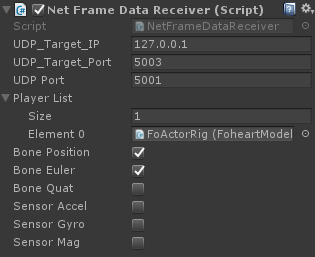 Net Frame Data Receiver (Script)
Script NetFrameDataReceiver
UDP_Target_IP 127.0.0.1
UDP_Target_Port 5003
UDP Port 5001
Player List
Size 1
Element 0 FoActorRig (FoheartModel
Bone Position
Bone Euler
Bone Quat
Sensor Accel
Sensor Gyro
Sensor Mag